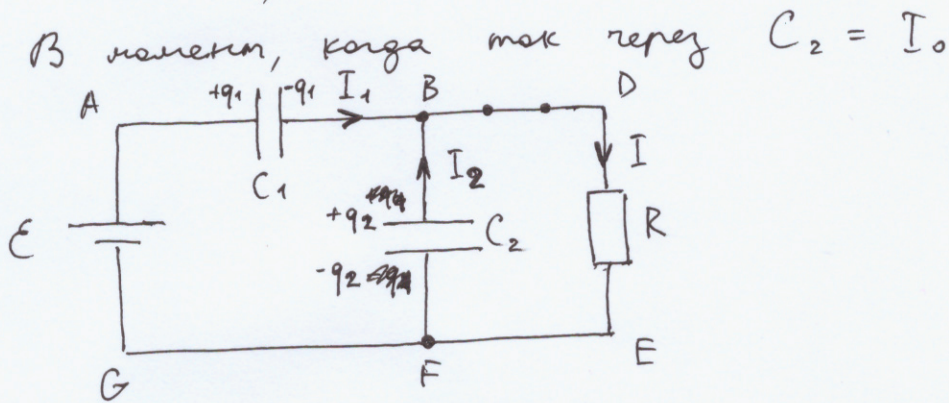 В момент, когда ток через C₂ = I₀
A +q₁ -q₁ I₁ B D
C₁ I₂ I
ℰ +q₂ C₂ R
-q₂
G F E